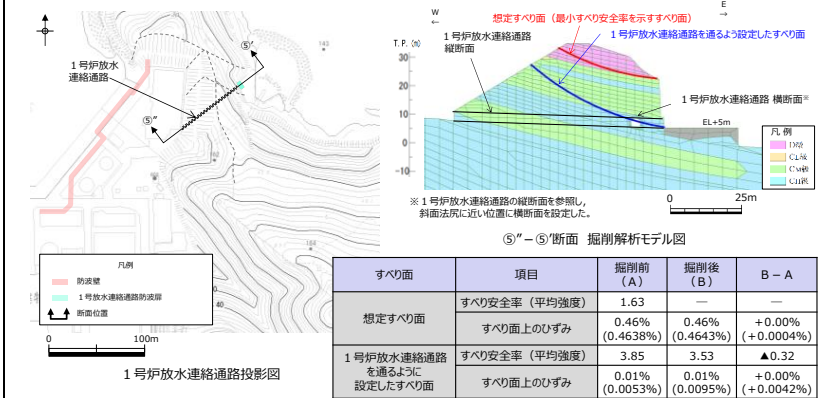 ⑤’
１号炉放水
連絡通路
⑤”
143
62
184
40
凡例
防波壁
１号炉放水連絡通路防波扉
断面位置
0
100m
１号炉放水連絡通路投影図
W
E
想定すべり面（最小すべり安全率を示すすべり面）
１号炉放水連絡通路
縦断面
１号炉放水連絡通路を通るよう設定したすべり面
T.P. (m)
30
20
10
0
-10
１号炉放水連絡通路 横断面※
EL+5m
凡 例
D級
CL級
CM級
CH級
※１号炉放水連絡通路の縦断面を参照し，
斜面法尻に近い位置に横断面を設定した。
0
25m
⑤”－⑤’断面 掘削解析モデル図
すべり面 項目 掘削前（A） 掘削後（B） B－A
想定すべり面 すべり安全率（平均強度） 1.63 － －
すべり面上のひずみ 0.46% 0.46% +0.00%
(0.4638%) (0.4643%) (+0.0004%)
１号炉放水連絡通路を通るように設定したすべり面 すべり安全率（平均強度） 3.85 3.53 ▲0.32
すべり面上のひずみ 0.01% 0.01% +0.00%
(0.0053%) (0.0095%) (+0.0042%)